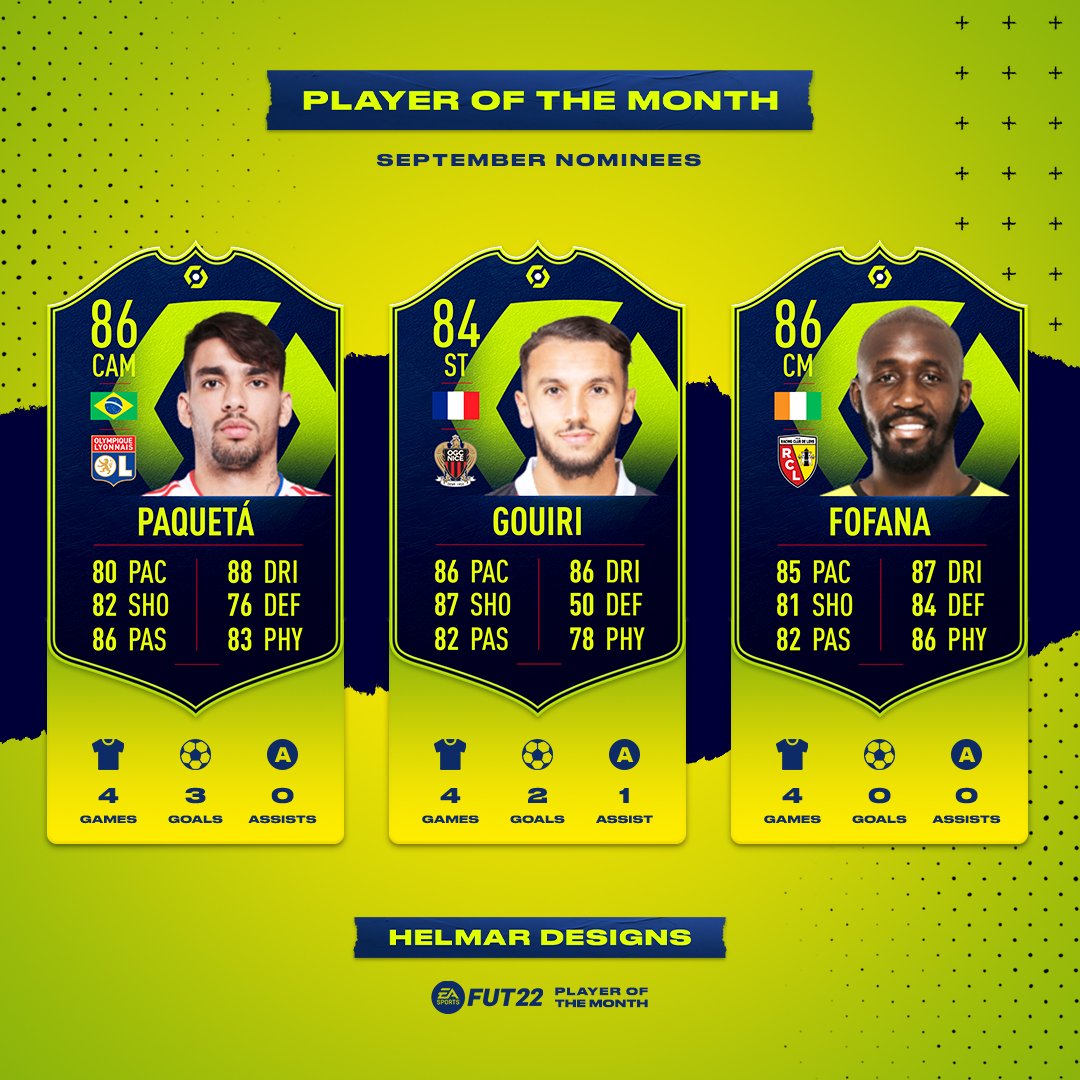 PLAYER OF THE MONTH
SEPTEMBER NOMINEES
86
CAM
OLYMPIQUE
LYONNAIS
OL
PAQUETÁ
80 PAC 88 DRI
82 SHO 76 DEF
86 PAS 83 PHY
4 3 0
GAMES GOALS ASSISTS
84
ST
OGC
NICE
GOUIRI
86 PAC 86 DRI
87 SHO 50 DEF
82 PAS 78 PHY
4 2 1
GAMES GOALS ASSIST
86
CM
RACING CLUB DE LENS
RCL
FOFANA
85 PAC 87 DRI
81 SHO 84 DEF
82 PAS 86 PHY
4 0 0
GAMES GOALS ASSISTS
A
A
A
HELMAR DESIGNS
EA
SPORTS
FUT22
PLAYER OF
THE MONTH